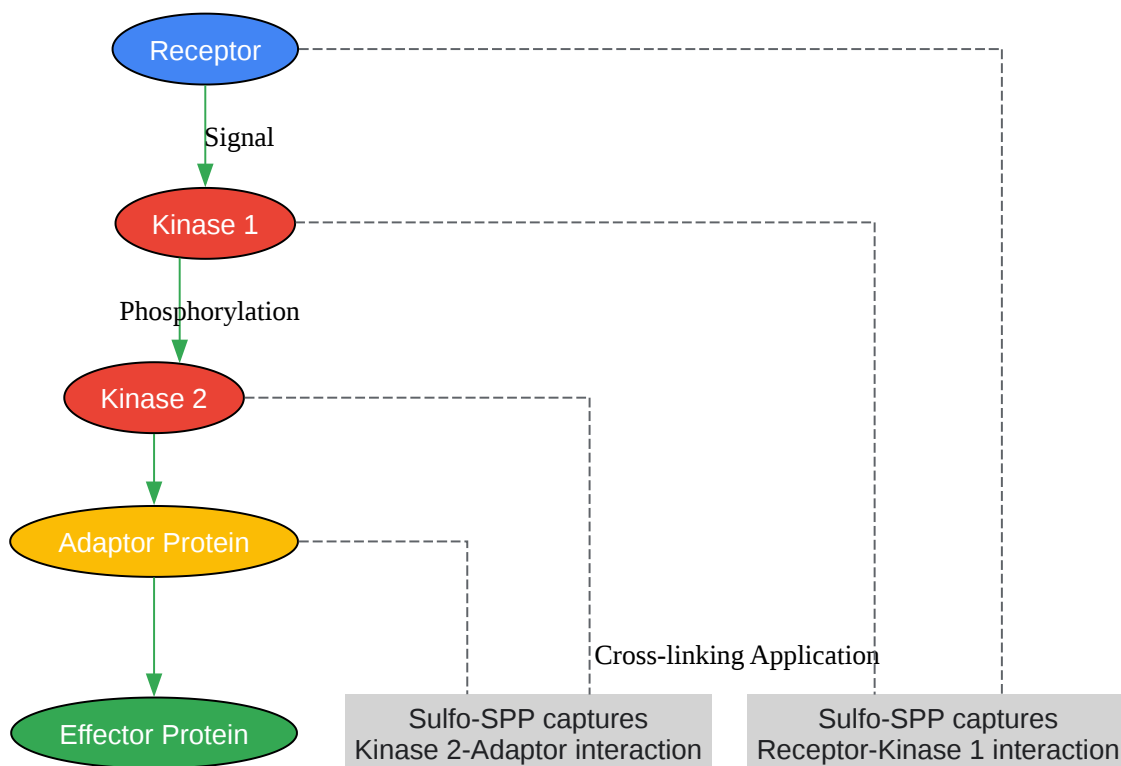 Receptor
Signal
Kinase 1
Phosphorylation
Kinase 2
Adaptor Protein
Cross-linking Application
Effector Protein
Sulfo-SPP captures
Kinase 2-Adaptor interaction
Sulfo-SPP captures
Receptor-Kinase 1 interaction